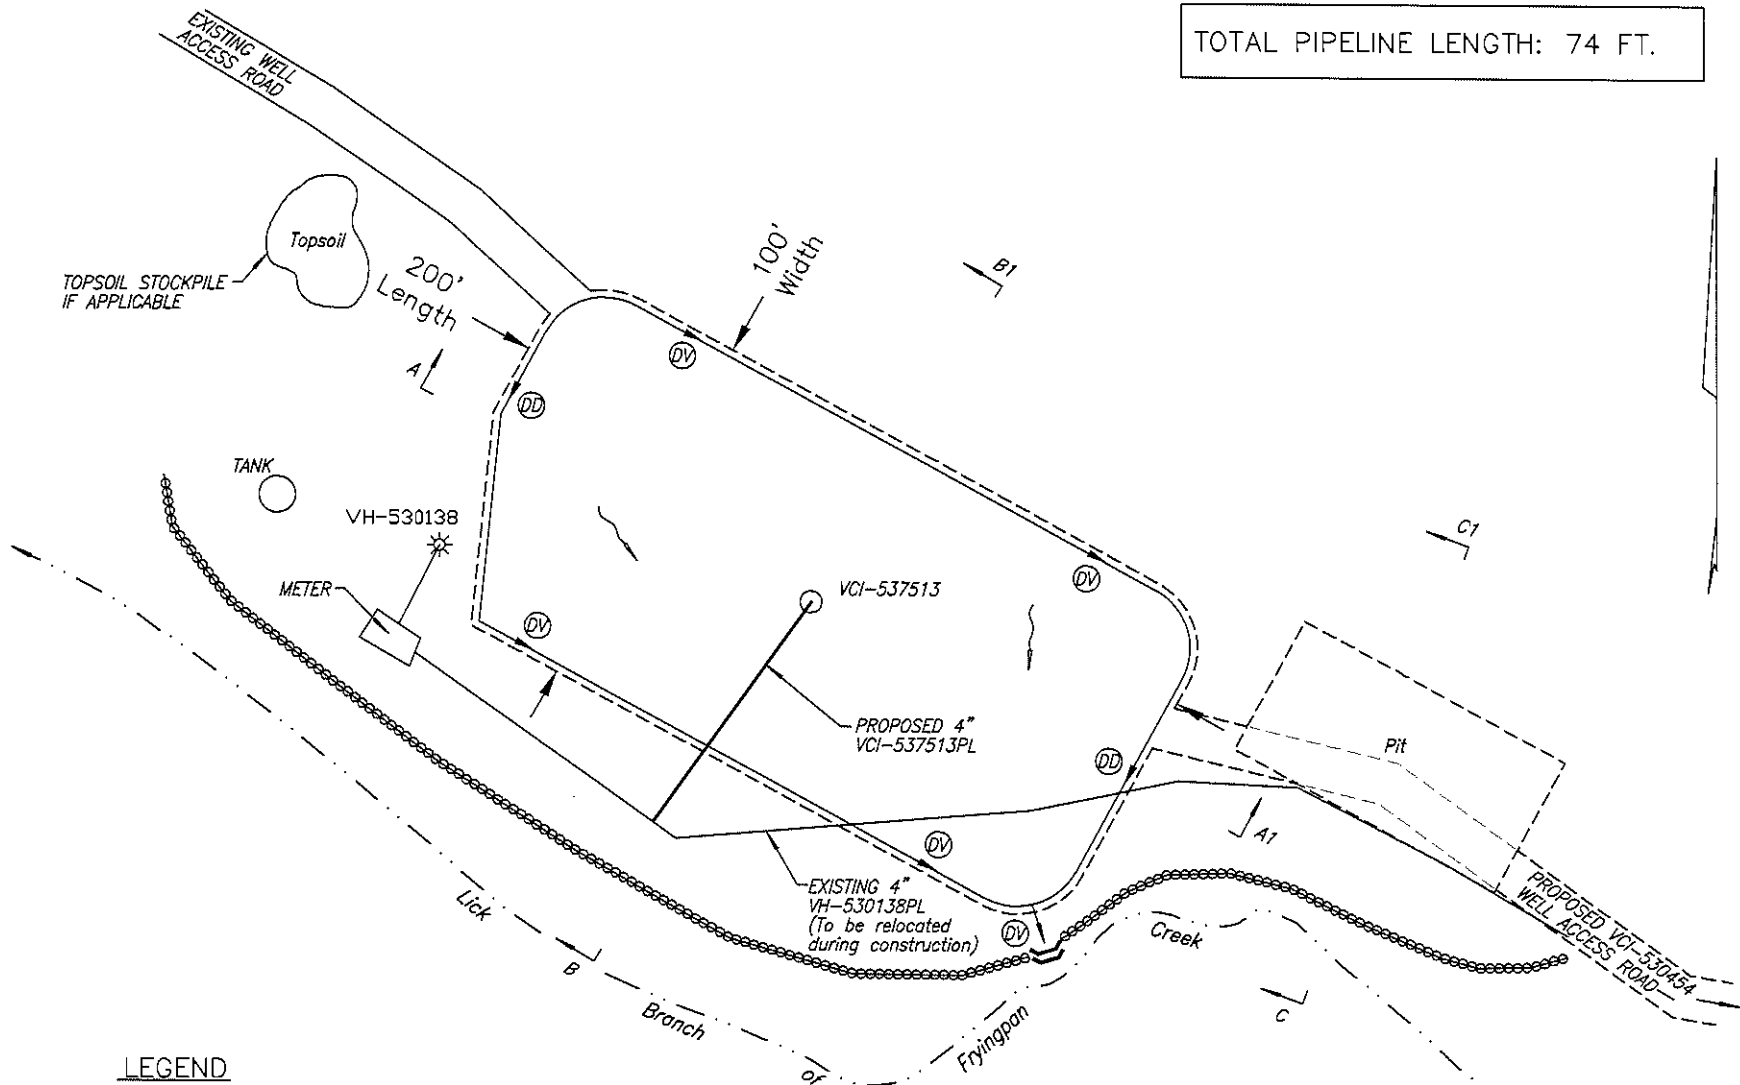 TOTAL PIPELINE LENGTH: 74 FT.
EXISTING WELL
ACCESS ROAD
Topsoil
TOPSOIL STOCKPILE
IF APPLICABLE
200'
Length
100'
Width
B1
A
DV
DD
TANK
VH-530138
METER
C1
DV
VCI-537513
DV
PROPOSED 4"
VCI-537513PL
Pit
DD
A1
DV
EXISTING 4"
VH-530138PL
(To be relocated
during construction)
DV
PROPOSED VCI-530454
WELL ACCESS ROAD
Lick
Branch
of
Fryingpan
Creek
B
C
LEGEND